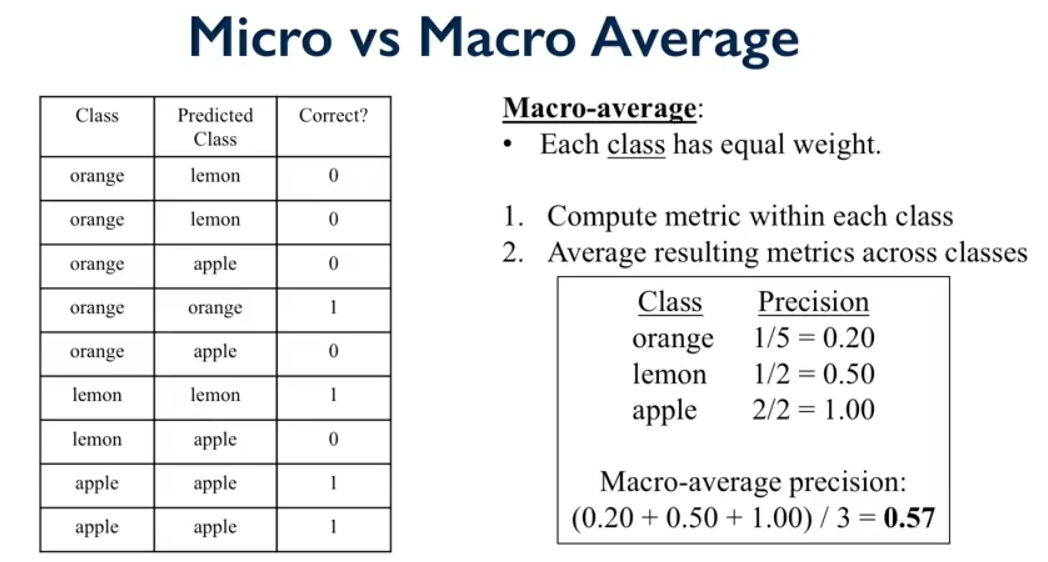 Micro vs Macro Average
Class Predicted Class Correct?
orange lemon 0
orange lemon 0
orange apple 0
orange orange 1
orange apple 0
lemon lemon 1
lemon apple 0
apple apple 1
apple apple 1
Macro-average:
• Each class has equal weight.
1. Compute metric within each class
2. Average resulting metrics across classes
Class Precision
orange 1/5 = 0.20
lemon 1/2 = 0.50
apple 2/2 = 1.00
Macro-average precision:
(0.20 + 0.50 + 1.00) / 3 = 0.57